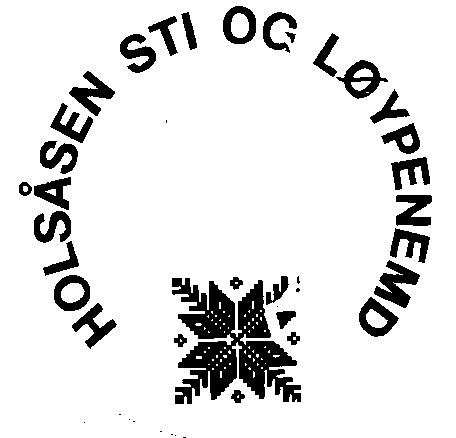 HOLSÅSEN STI OG LØYPENEMD